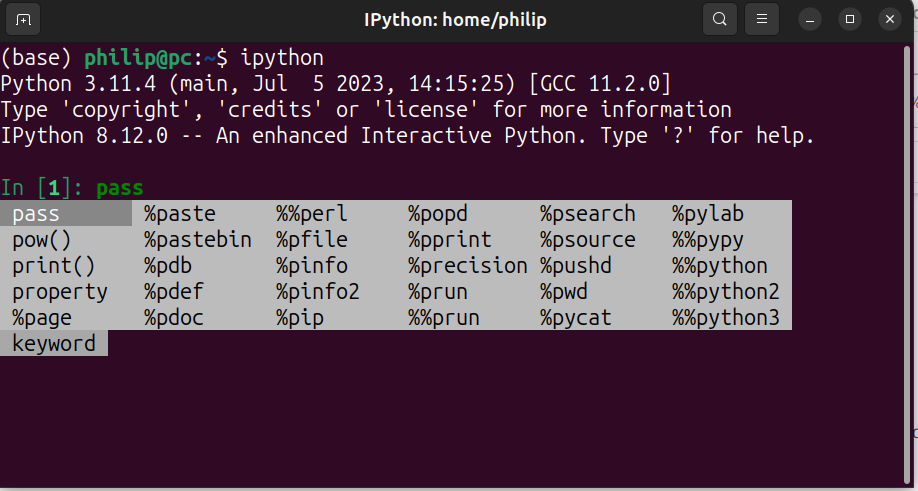 IPython: home/philip
(base) philip@pc:~$ ipython
Python 3.11.4 (main, Jul  5 2023, 14:15:25) [GCC 11.2.0]
Type 'copyright', 'credits' or 'license' for more information
IPython 8.12.0 -- An enhanced Interactive Python. Type '?' for help.
In [1]: pass
pass %paste %%perl %popd %psearch %pylab
pow() %pastebin %pfile %pprint %psource %%pypy
print() %pdb %pinfo %precision %pushd %%python
property %pdef %pinfo2 %prun %pwd %%python2
%page %pdoc %pip %%prun %pycat %%python3
keyword